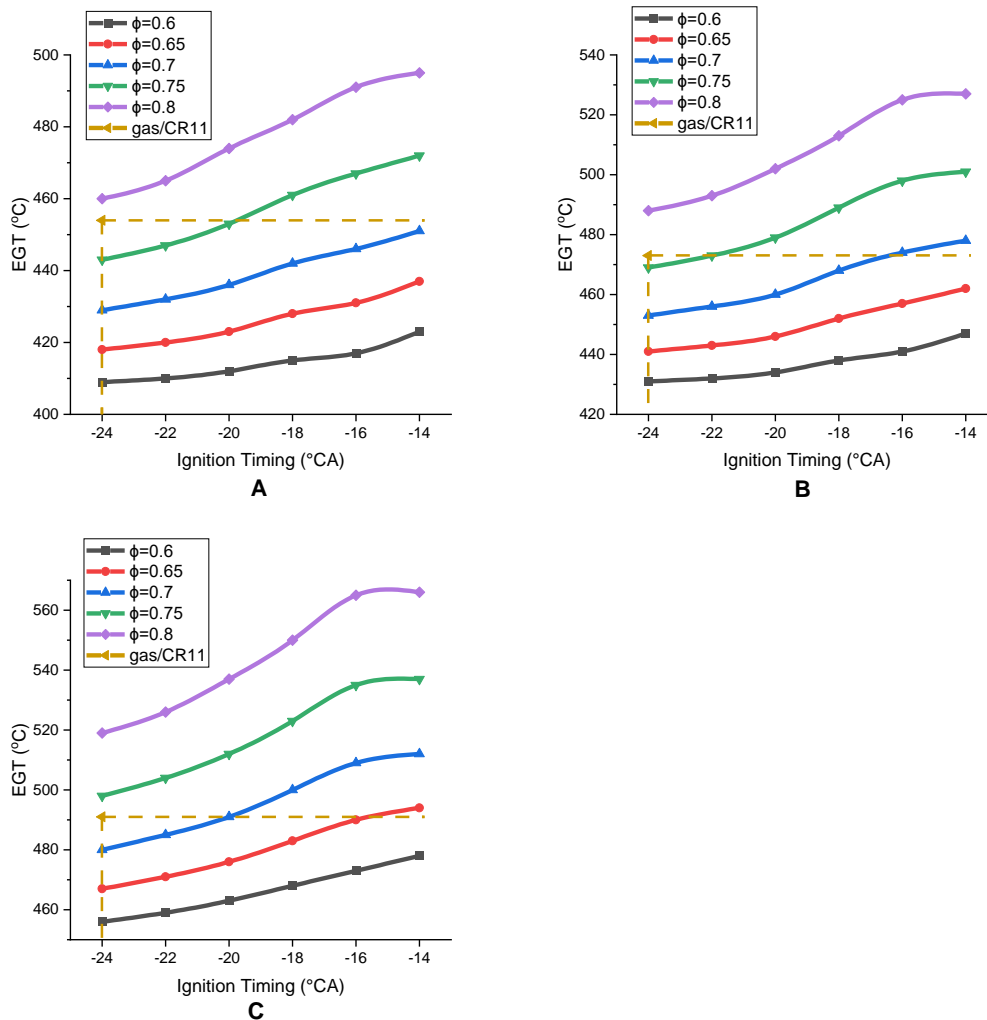 ϕ=0.6
ϕ=0.65
ϕ=0.7
ϕ=0.75
ϕ=0.8
gas/CR11
500
480
460
440
420
400
EGT (ºC)
-24 -22 -20 -18 -16 -14
Ignition Timing (°CA)
A
ϕ=0.6
ϕ=0.65
ϕ=0.7
ϕ=0.75
ϕ=0.8
gas/CR11
540
520
500
480
460
440
420
EGT (ºC)
-24 -22 -20 -18 -16 -14
Ignition Timing (°CA)
B
ϕ=0.6
ϕ=0.65
ϕ=0.7
ϕ=0.75
ϕ=0.8
gas/CR11
560
540
520
500
480
460
EGT (ºC)
-24 -22 -20 -18 -16 -14
Ignition Timing (°CA)
C